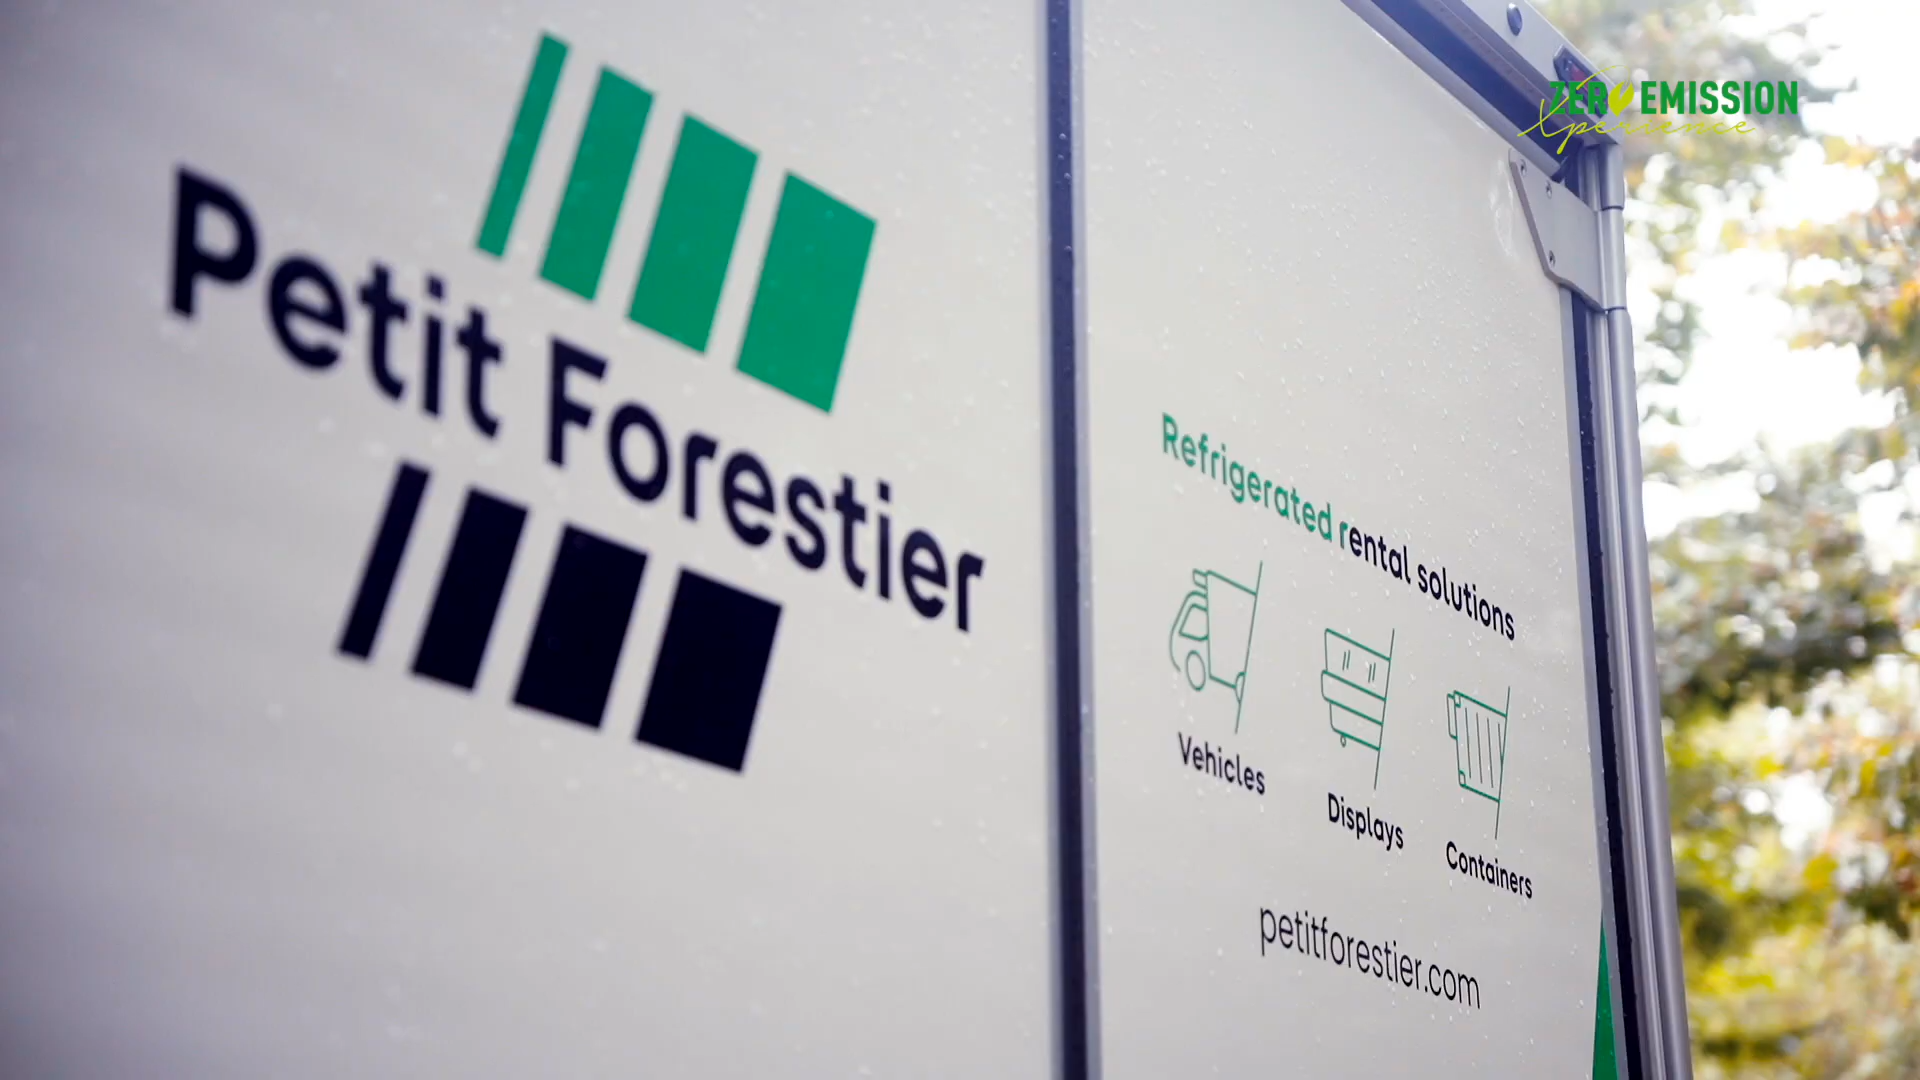 Petit Forestier
Refrigerated rental solutions
Vehicles
Displays
Containers
petitforestier.com
ZERO EMISSION
Xperience